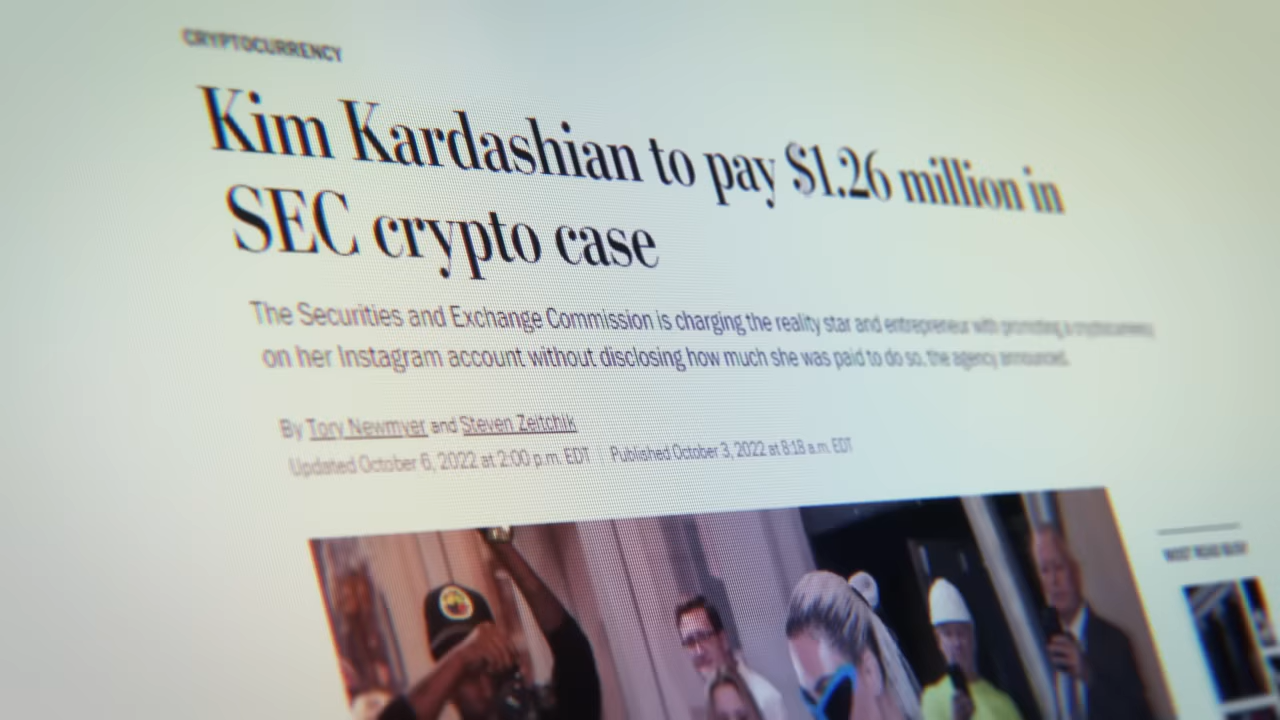 CRYPTOCURRENCY
Kim Kardashian to pay $1.26 million in
SEC crypto case
The Securities and Exchange Commission is charging the reality star and entrepreneur with promoting a cryptocurrency
on her Instagram account without disclosing how much she was paid to do so, the agency announced.
By Tory Newmyer and Steven Zeitchik
Updated October 6, 2022 at 2:00 p.m. EDT | Published October 3, 2022 at 8:18 a.m. EDT
MOST READ